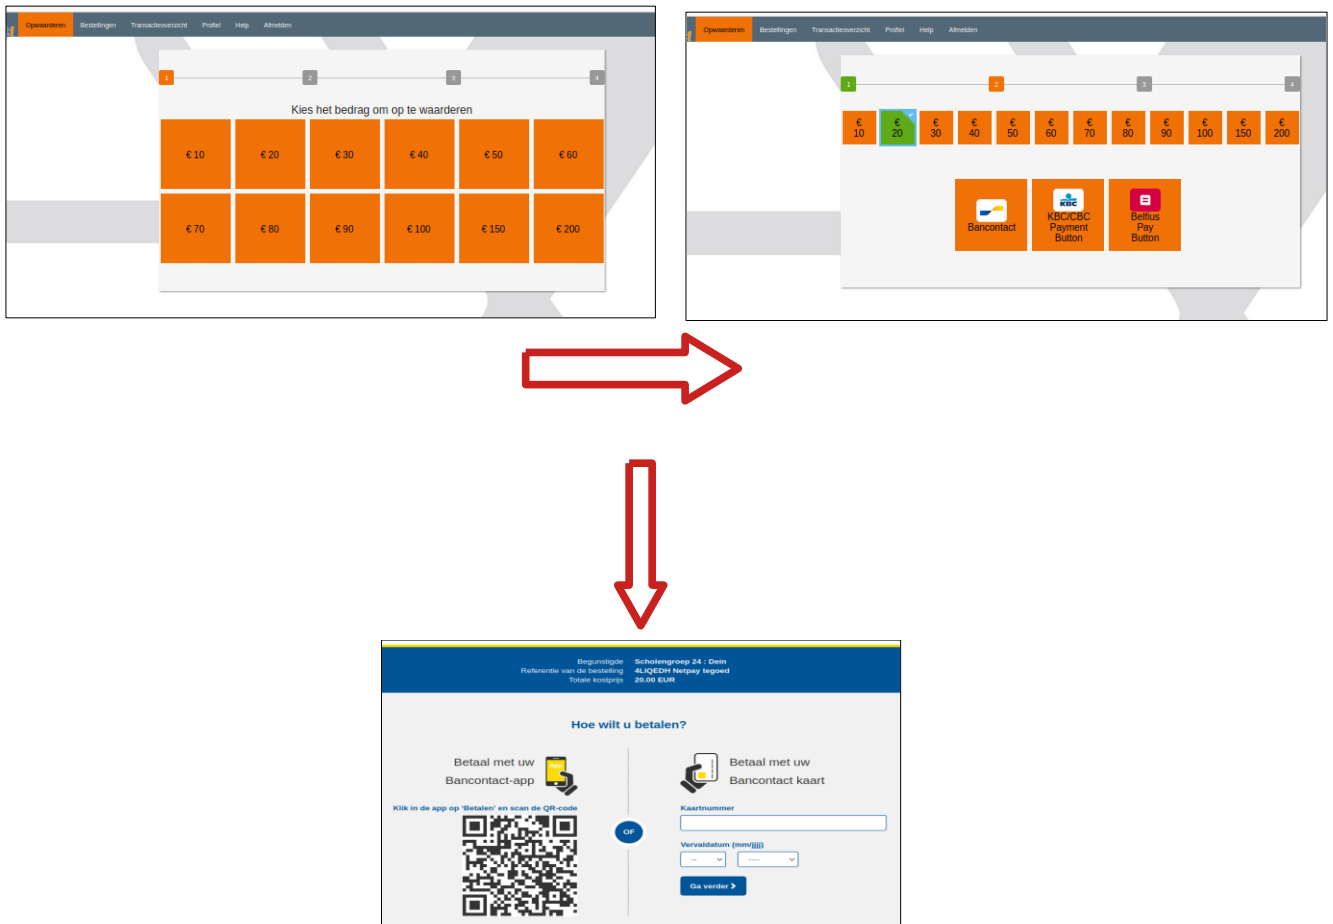 Opwaarderen Bestellingen Transactieoverzicht Profiel Help Afmelden
1 2 3 4
Kies het bedrag om op te waarderen
€ 10 € 20 € 30 € 40 € 50 € 60
€ 70 € 80 € 90 € 100 € 150 € 200
Opwaarderen Bestellingen Transactieoverzicht Profiel Help Afmelden
1 2 3 4
€ € € € € € € € € € € €
10 20 30 40 50 60 70 80 90 100 150 200
Bancontact
KBC
KBC/CBC
Payment
Button
Belfius
Pay
Button
Begunstigde Scholengroep 24 : Dein
Referentie van de bestelling 4LIQEDH Netpay tegoed
Totale kostprijs 20.00 EUR
Hoe wilt u betalen?
Betaal met uw
Bancontact-app
App
Klik in de app op 'Betalen' en scan de QR-code
OF
Betaal met uw
Bancontact kaart
Kaartnummer
Vervaldatum (mm/jjjj)
-- ----
Ga verder